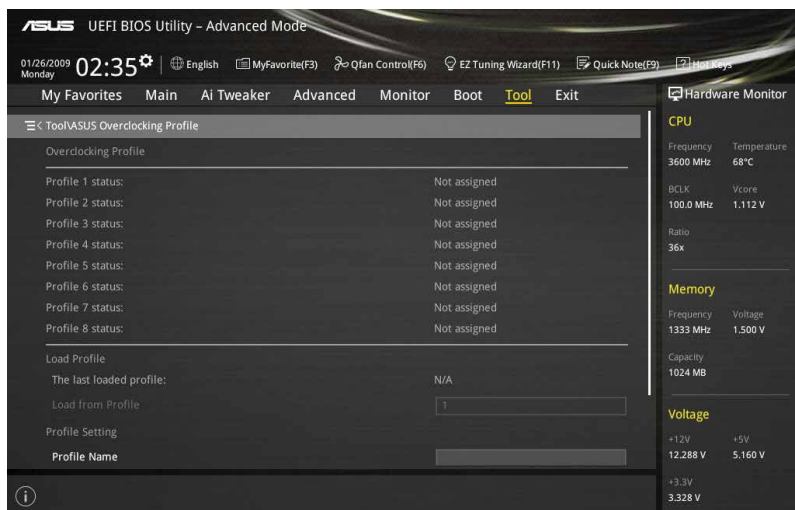 ASUS UEFI BIOS Utility – Advanced Mode
01/26/2009
Monday
02:35
English
MyFavorite(F3)
Qfan Control(F6)
EZ Tuning Wizard(F11)
Quick Note(F9)
Hot Keys
My Favorites Main Ai Tweaker Advanced Monitor Boot Tool Exit
Tool\ASUS Overclocking Profile
Overclocking Profile
Profile 1 status: Not assigned
Profile 2 status: Not assigned
Profile 3 status: Not assigned
Profile 4 status: Not assigned
Profile 5 status: Not assigned
Profile 6 status: Not assigned
Profile 7 status: Not assigned
Profile 8 status: Not assigned
Load Profile
The last loaded profile: N/A
Load from Profile 1
Profile Setting
Profile Name
Hardware Monitor
CPU
Frequency Temperature
3600 MHz 68°C
BCLK Vcore
100.0 MHz 1.112 V
Ratio
36x
Memory
Frequency Voltage
1333 MHz 1.500 V
Capacity
1024 MB
Voltage
+12V +5V
12.288 V 5.160 V
+3.3V
3.328 V